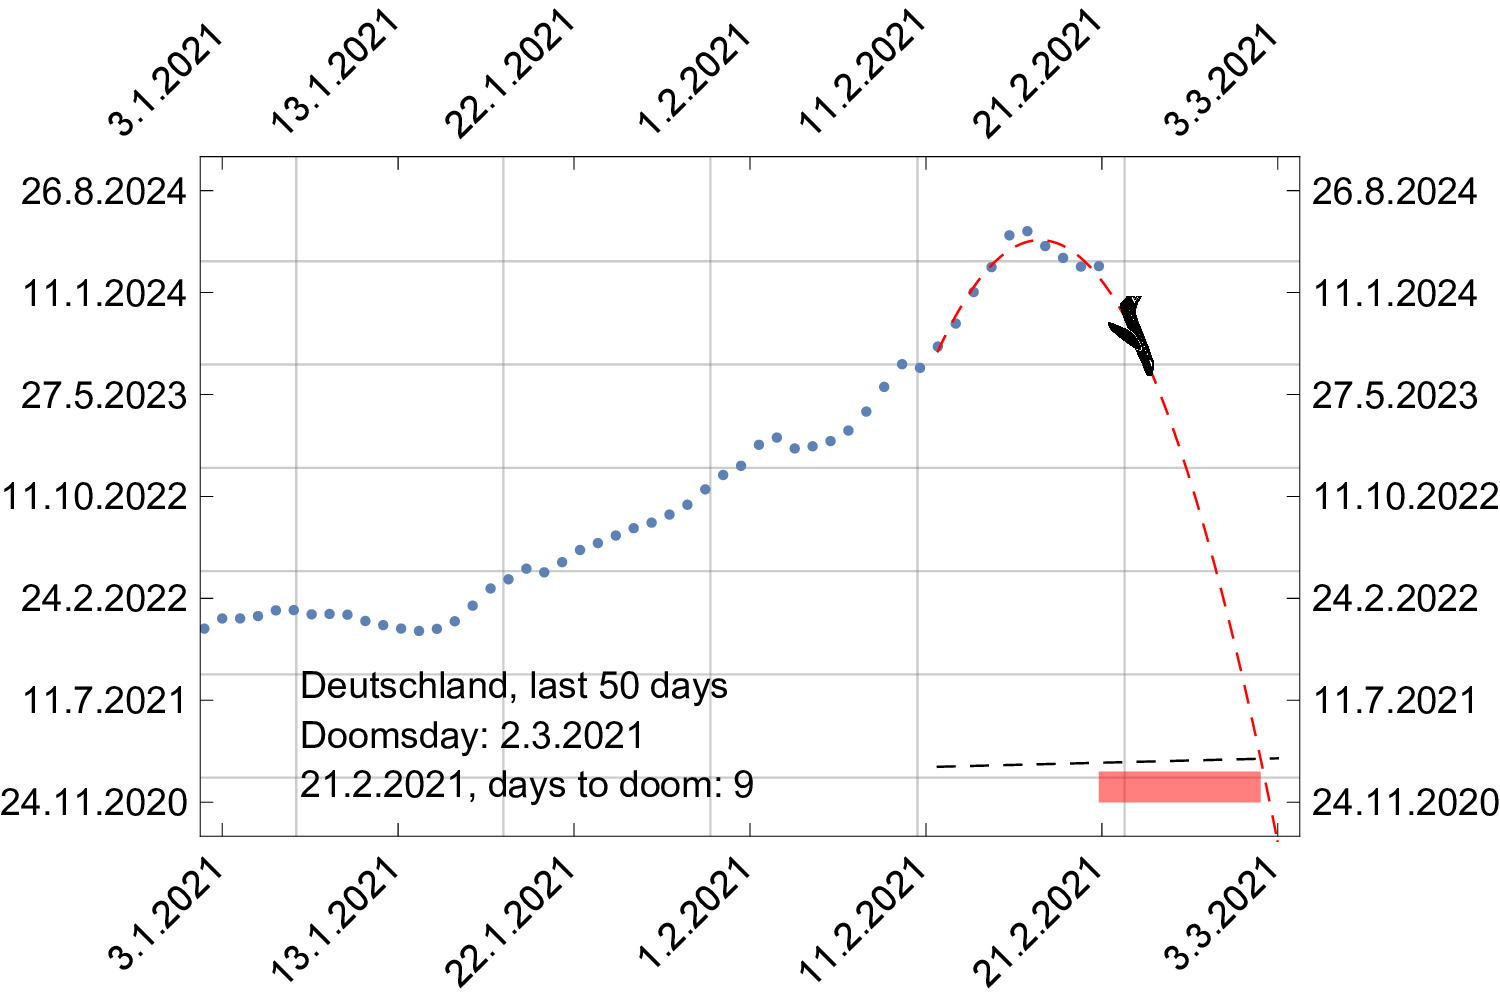 3.1.2021 13.1.2021 22.1.2021 1.2.2021 11.2.2021 21.2.2021 3.3.2021
26.8.2024 26.8.2024
11.1.2024 11.1.2024
27.5.2023 27.5.2023
11.10.2022 11.10.2022
24.2.2022 24.2.2022
Deutschland, last 50 days
11.7.2021 11.7.2021
Doomsday: 2.3.2021
21.2.2021, days to doom: 9
24.11.2020 24.11.2020
3.1.2021 13.1.2021 22.1.2021 1.2.2021 11.2.2021 21.2.2021 3.3.2021